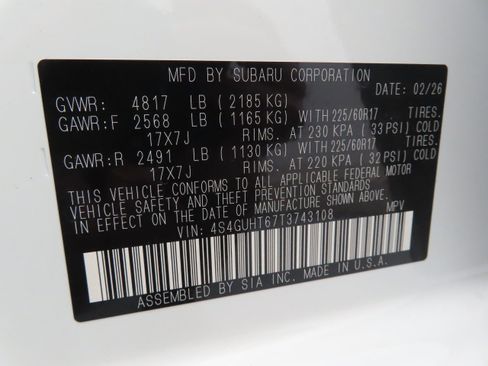 MFD BY SUBARU CORPORATION
DATE: 02/26
GVWR: 4817 LB (2185 KG)
GAWR:F 2568 LB (1165 KG) WITH 225/60R17 TIRES.
17X7J RIMS. AT 230 KPA (33 PSI) COLD
GAWR:R 2491 LB (1130 KG) WITH 225/60R17 TIRES.
17X7J RIMS. AT 220 KPA (32 PSI) COLD
THIS VEHICLE CONFORMS TO ALL APPLICABLE FEDERAL MOTOR
VEHICLE SAFETY AND THEFT PREVENTION STANDARDS
IN EFFECT ON THE DATE OF MANUFACTURE SHOWN ABOVE.
VIN: 4S4GUHT67T3743108 MPV
ASSEMBLED BY SIA INC. MADE IN U.S.A.